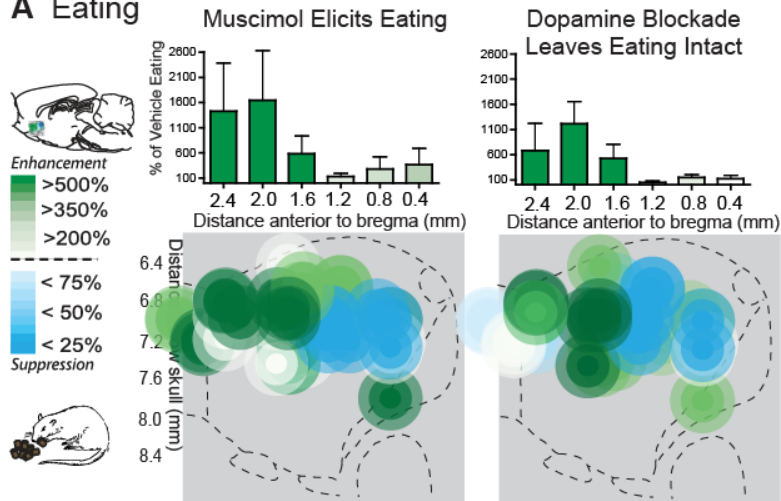 A Eating
Muscimol Elicits Eating
Dopamine Blockade
Leaves Eating Intact
% of Vehicle Eating
2600
2100
1600
1100
600
100
2.4 2.0 1.6 1.2 0.8 0.4
Distance anterior to bregma (mm)
2600
2100
1600
1100
600
100
2.4 2.0 1.6 1.2 0.8 0.4
Distance anterior to bregma (mm)
Enhancement
>500%
>350%
>200%
< 75%
< 50%
< 25%
Suppression
Distanc w skull (mm)
6.4
6.8
7.2
7.6
8.0
8.4